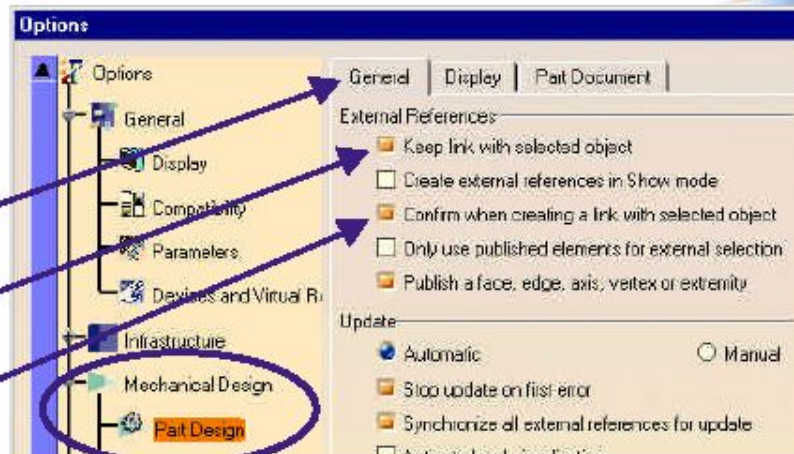 Options
Options
General
Display
Compatibility
Parameters
Devices and Virtual
Infrastructure
Mechanical Design
Part Design
General Display Part Document
External References
Keep link with selected object
Create external references in Show mode
Confirm when creating a link with selected object
Only use published elements for external selection
Publish a face, edge, axis, vertex or extremity
Update
Automatic Manual
Stop update on first error
Synchronize all external references for update